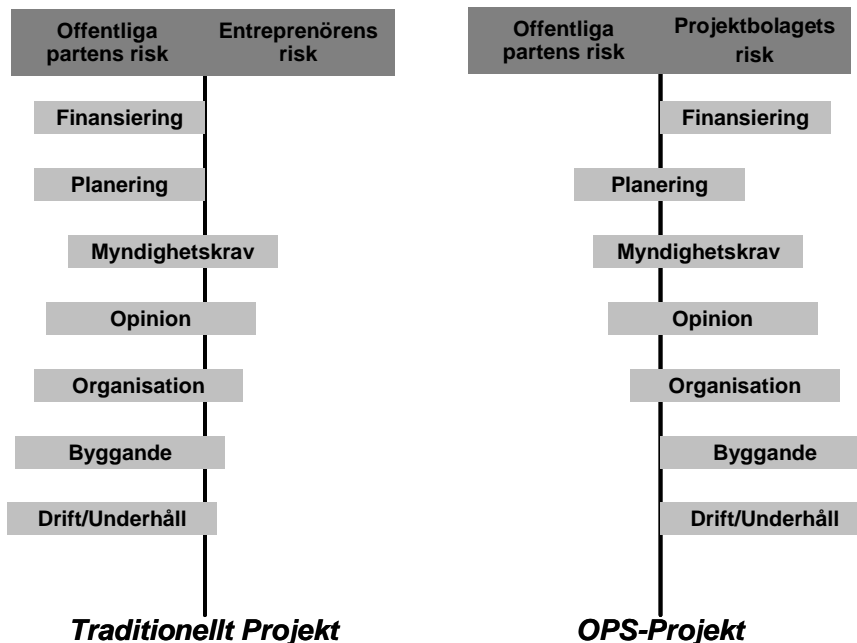 Offentliga
partens risk
Entreprenörens
risk
Finansiering
Planering
Myndighetskrav
Opinion
Organisation
Byggande
Drift/Underhåll
Traditionellt Projekt
Offentliga
partens risk
Projektbolagets
risk
Finansiering
Planering
Myndighetskrav
Opinion
Organisation
Byggande
Drift/Underhåll
OPS-Projekt